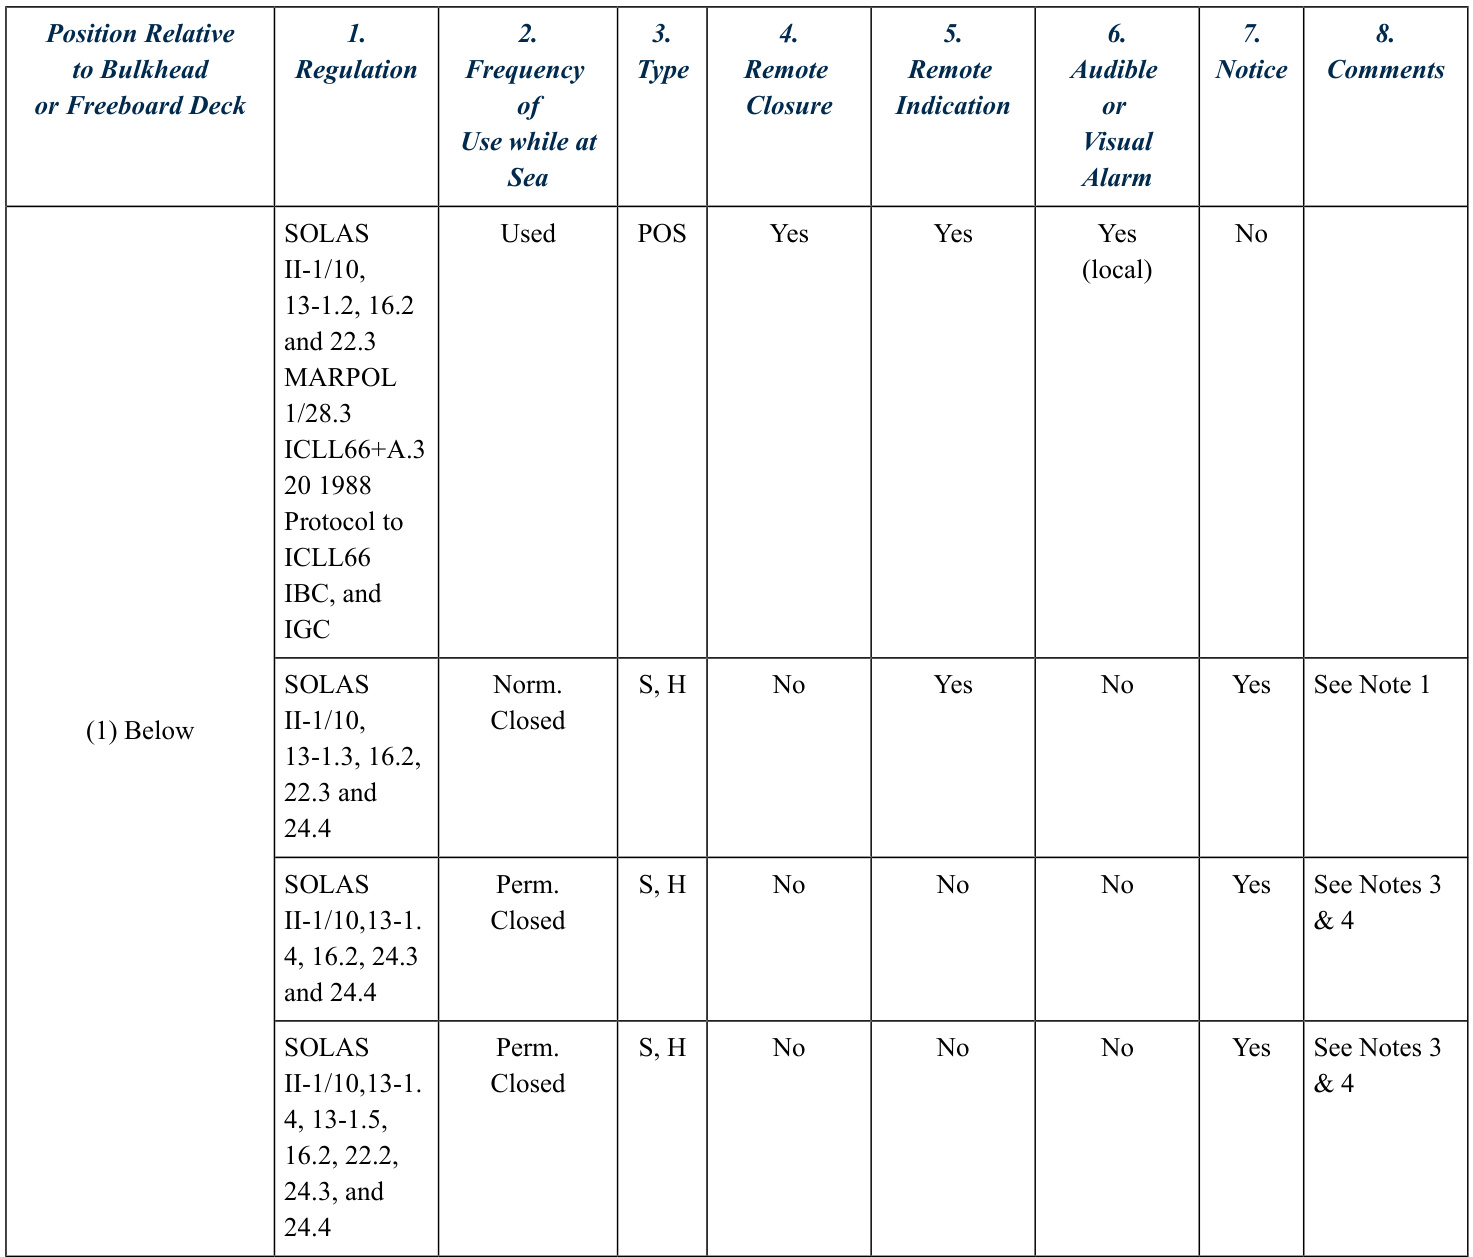 Position Relative
to Bulkhead
or Freeboard Deck
1.
Regulation
2.
Frequency
of
Use while at
Sea
3.
Type
4.
Remote
Closure
5.
Remote
Indication
6.
Audible
or
Visual
Alarm
7.
Notice
8.
Comments
(1) Below
SOLAS
II-1/10,
13-1.2, 16.2
and 22.3
MARPOL
1/28.3
ICLL66+A.3
20 1988
Protocol to
ICLL66
IBC, and
IGC
Used
POS
Yes
Yes
Yes
(local)
No
SOLAS
II-1/10,
13-1.3, 16.2,
22.3 and
24.4
Norm.
Closed
S, H
No
Yes
No
Yes
See Note 1
SOLAS
II-1/10,13-1.
4, 16.2, 24.3
and 24.4
Perm.
Closed
S, H
No
No
No
Yes
See Notes 3
& 4
SOLAS
II-1/10,13-1.
4, 13-1.5,
16.2, 22.2,
24.3, and
24.4
Perm.
Closed
S, H
No
No
No
Yes
See Notes 3
& 4